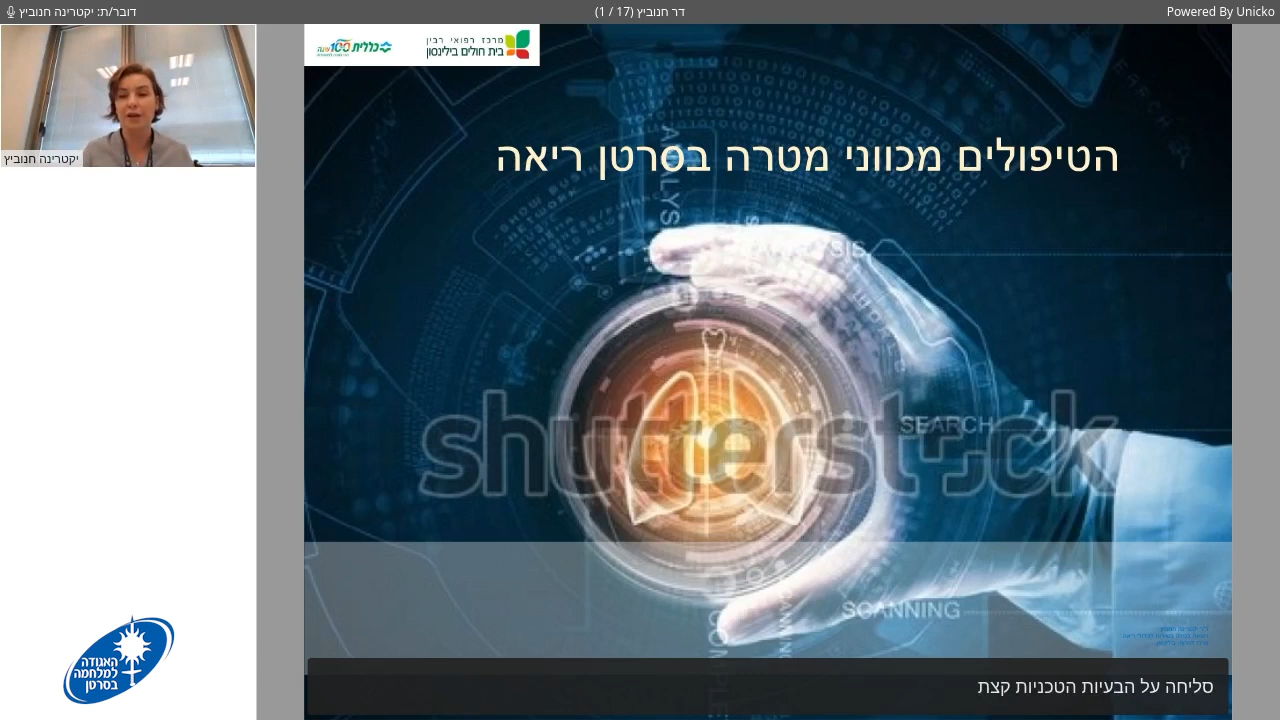 דובר/ת: יקטרינה חנוביץ
דר חנוביץ (17 / 1)
Powered By Unicko
יקטרינה חנוביץ
כללית 100
מרכז רפואי רבין
בית חולים בילינסון
הטיפולים מכווני מטרה בסרטן ריאה
shutterstock
SEARCH
SCANNING
סליחה על הבעיות הטכניות קצת
האגודה
למלחמה
בסרטן